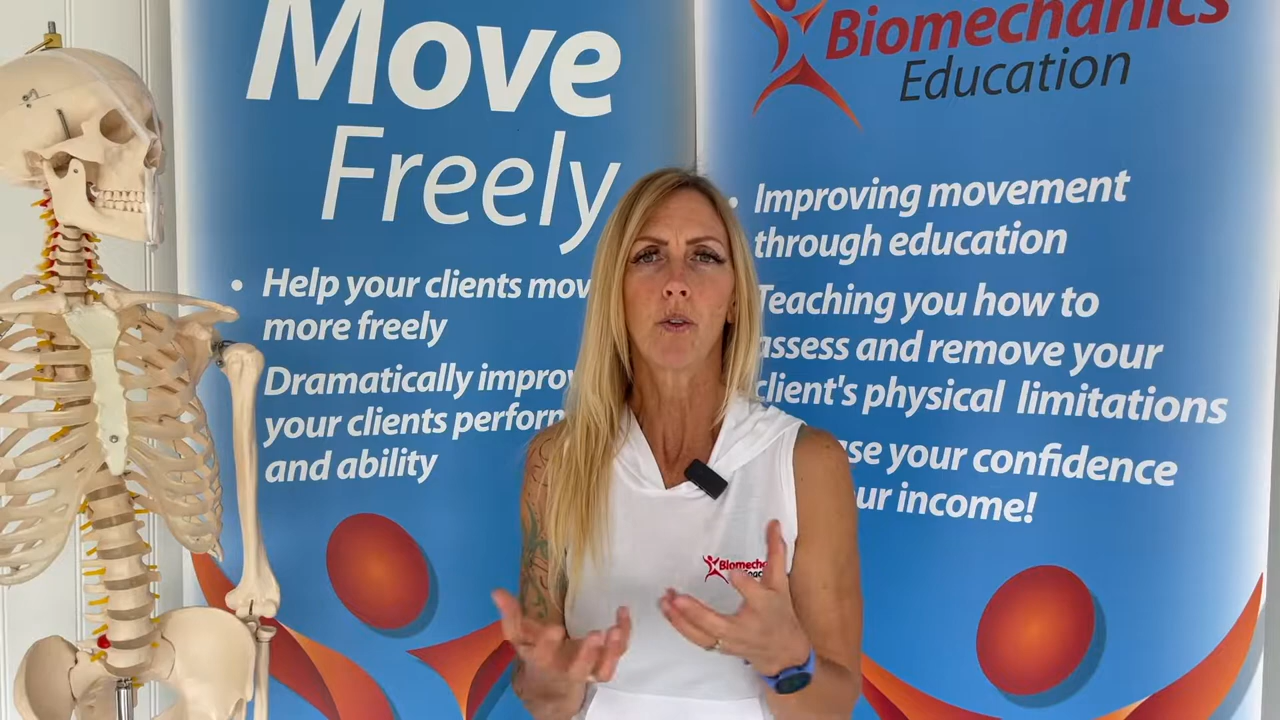 Move
Freely
• Help your clients mov
more freely
Dramatically improv
your clients perform
and ability
Biomechanics
Education
• Improving movement
through education
Teaching you how to
assess and remove your
client's physical limitations
se your confidence
ur income!
Biomecha